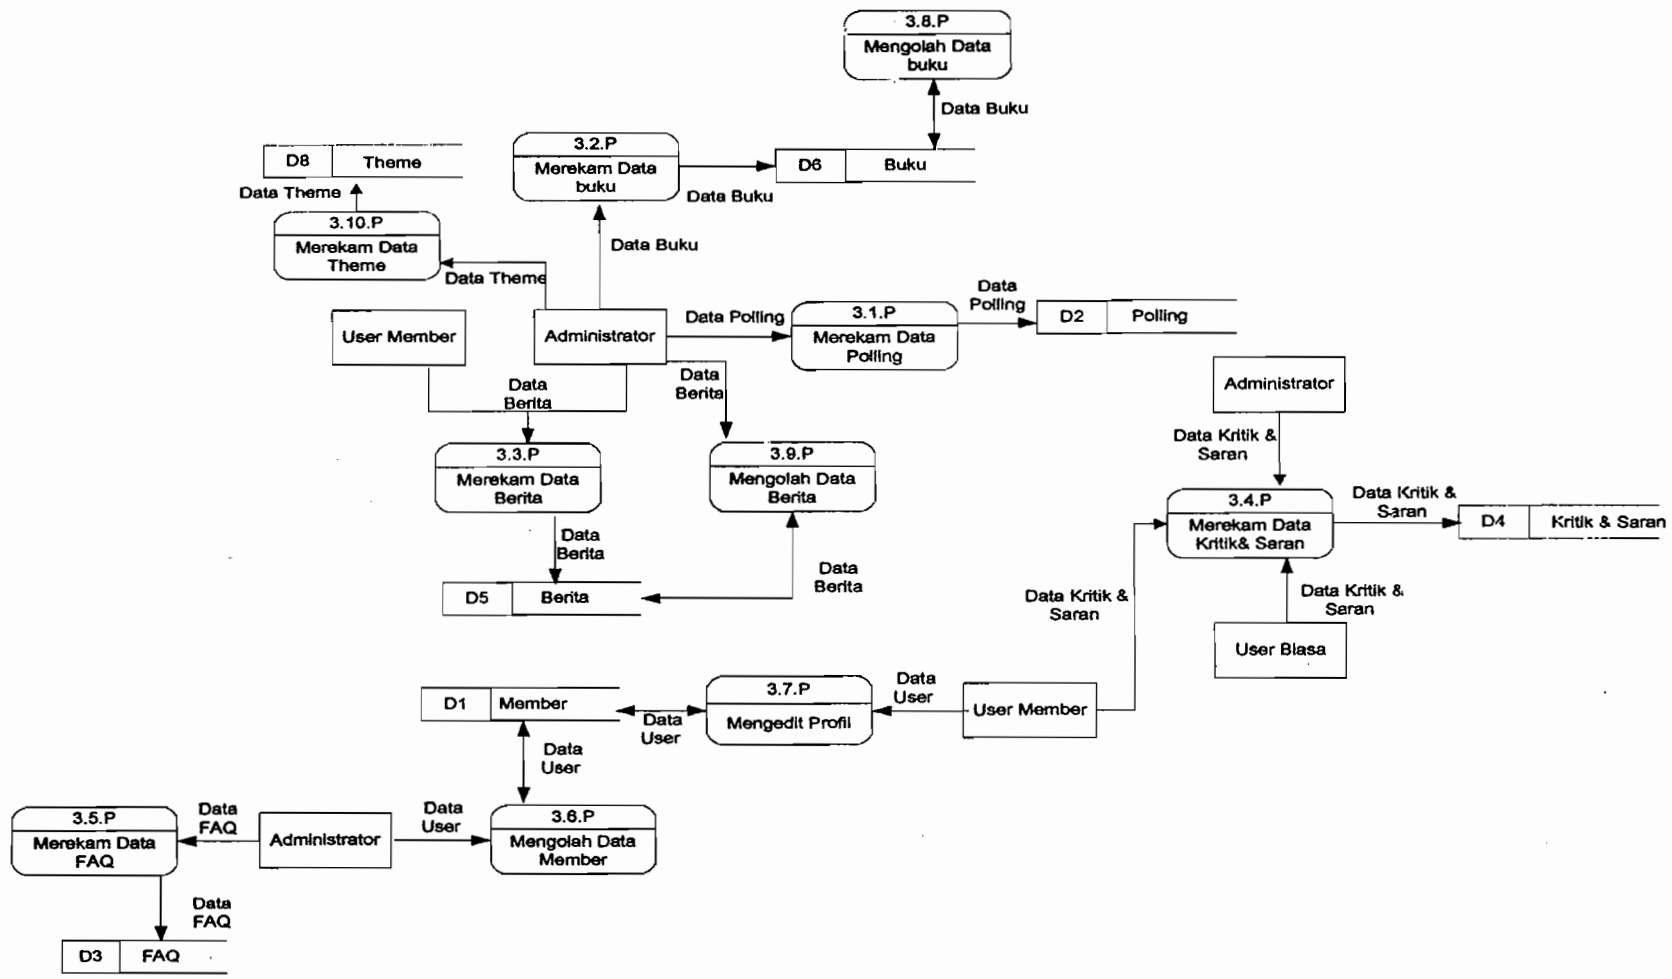 3.8.P
Mengolah Data
buku
Data Buku
3.2.P
Merekam Data
buku
D8
Theme
D6
Buku
Data Theme
Data Buku
3.10.P
Merekam Data
Theme
Data Buku
Data Theme
Data
Polling
User Member
Administrator
Data Polling
3.1.P
Merekam Data
Polling
D2
Polling
Data
Berita
Data
Berita
Administrator
Data Kritik &
Saran
3.3.P
Merekam Data
Berita
3.9.P
Mengolah Data
Berita
3.4.P
Merekam Data
Kritik& Saran
Data Kritik &
Saran
D4
Kritik & Saran
Data
Berita
Data
Berita
D5
Berita
Data Kritik &
Saran
Data Kritik &
Saran
User Biasa
D1
Member
Data
User
3.7.P
Mengedit Profil
Data
User
User Member
Data
User
3.5.P
Merekam Data
FAQ
Data
FAQ
Administrator
Data
User
3.6.P
Mengolah Data
Member
Data
FAQ
D3
FAQ